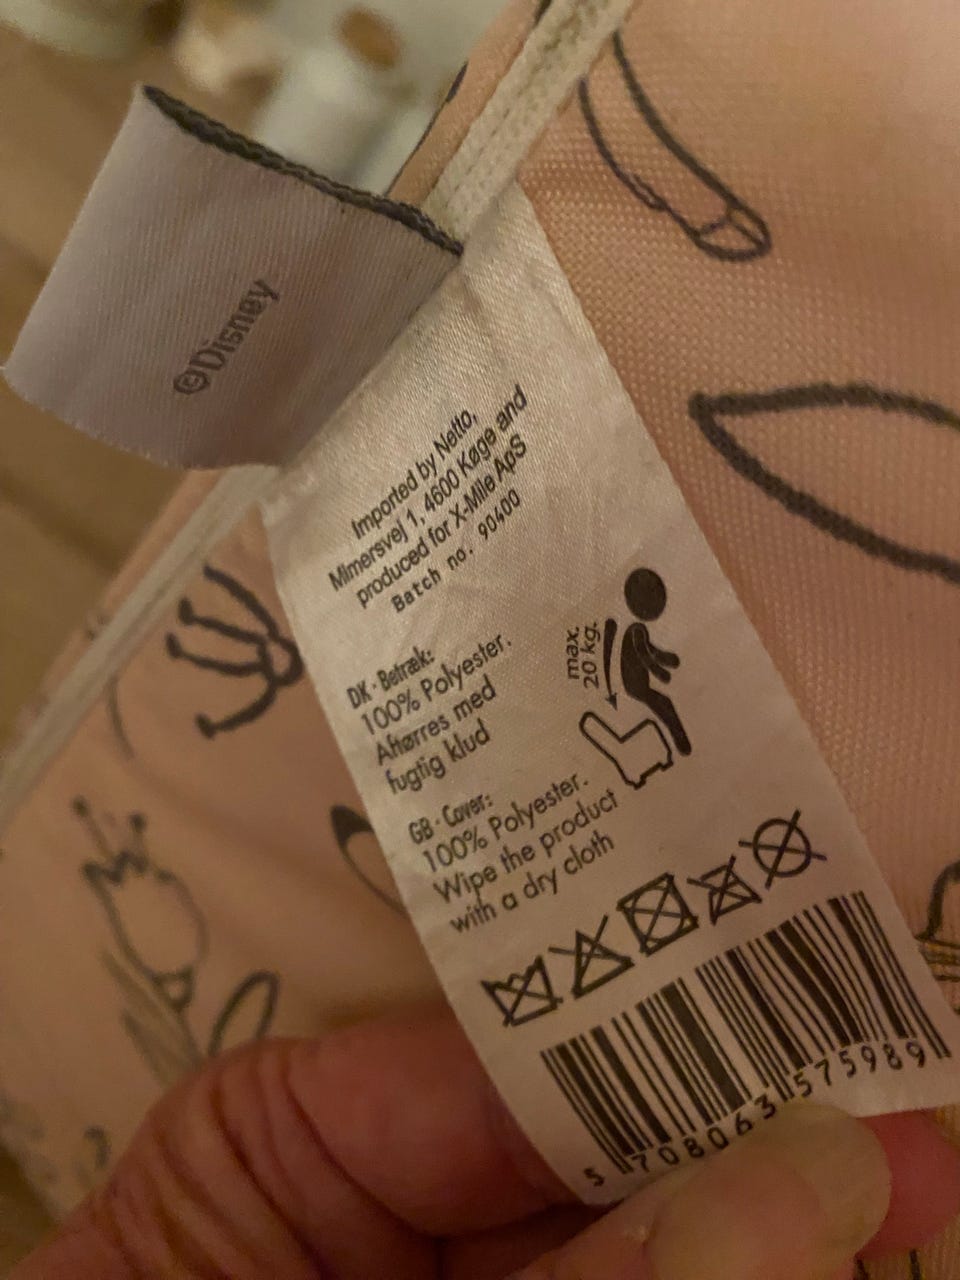 ©Disney
Imported by Netto,
Mimersvej 1, 4600 Køge and
produced for X-Mile ApS
Batch no. 90400
max.
20 kg.
DK · Betræk:
100% Polyester.
Aftørres med
fugtig klud
GB · Cover:
100% Polyester.
Wipe the product
with a dry cloth
5 708063 575989